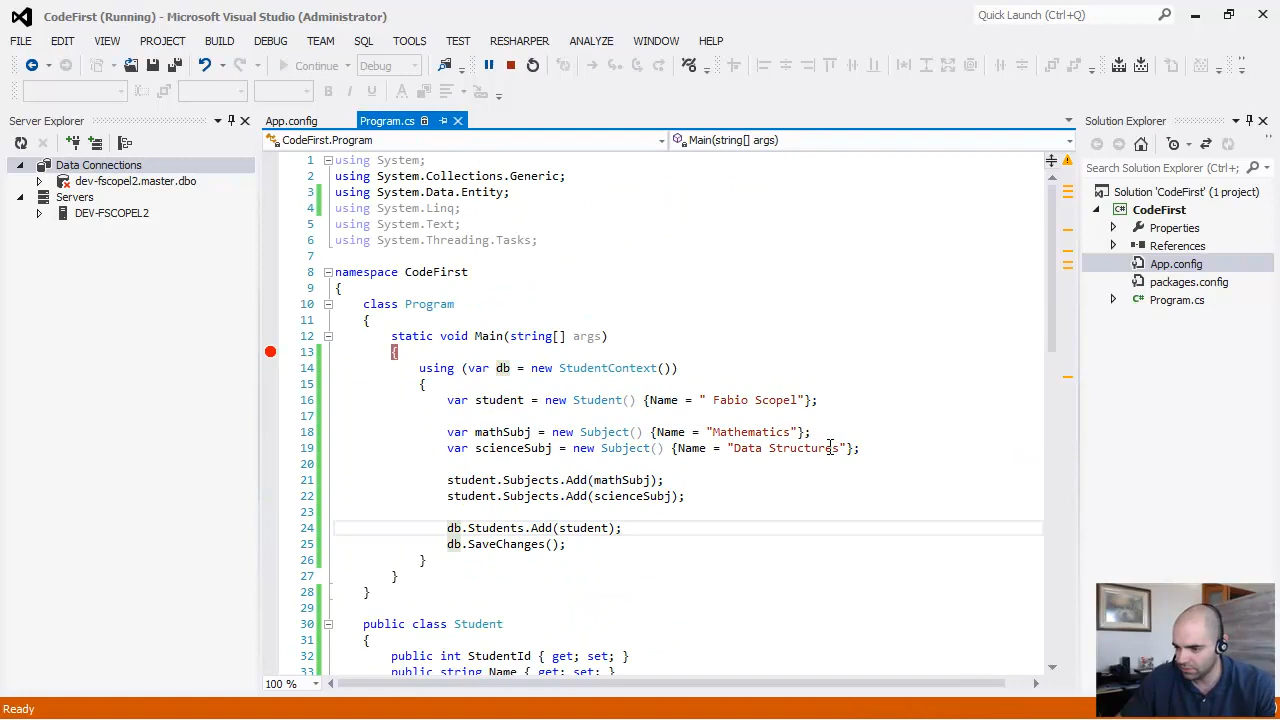 CodeFirst (Running) - Microsoft Visual Studio (Administrator)
Quick Launch (Ctrl+Q)
FILE EDIT VIEW PROJECT BUILD DEBUG TEAM SQL TOOLS TEST RESHARPER ANALYZE WINDOW HELP
Continue Debug
Server Explorer
App.config Program.cs
Solution Explorer
CodeFirst.Program Main(string[] args)
Data Connections
dev-fscopel2.master.dbo
Servers
DEV-FSCOPEL2
1 using System;
2 using System.Collections.Generic;
3 using System.Data.Entity;
4 using System.Linq;
5 using System.Text;
6 using System.Threading.Tasks;
7
8 namespace CodeFirst
9 {
10 class Program
11 {
12 static void Main(string[] args)
13 {
14 using (var db = new StudentContext())
15 {
16 var student = new Student() {Name = " Fabio Scopel"};
17
18 var mathSubj = new Subject() {Name = "Mathematics"};
19 var scienceSubj = new Subject() {Name = "Data Structures"};
20
21 student.Subjects.Add(mathSubj);
22 student.Subjects.Add(scienceSubj);
23
24 db.Students.Add(student);
25 db.SaveChanges();
26 }
27 }
28 }
29
30 public class Student
31 {
32 public int StudentId { get; set; }
33 public string Name { get; set; }
100 %
Search Solution Explorer (Ctrl+;)
Solution 'CodeFirst' (1 project)
CodeFirst
Properties
References
App.config
packages.config
Program.cs
Ready